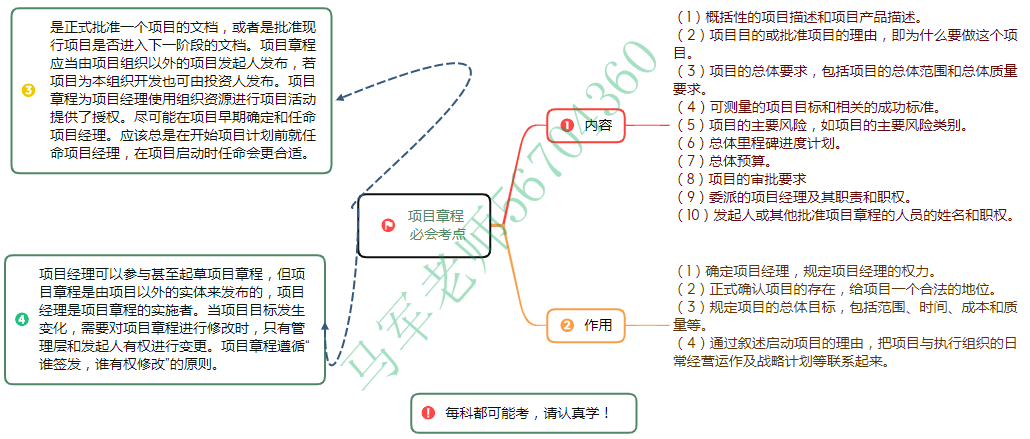 是正式批准一个项目的文档，或者是批准现
行项目是否进入下一阶段的文档。项目章程
应当由项目组织以外的项目发起人发布，若
项目为本组织开发也可由投资人发布。项目
章程为项目经理使用组织资源进行项目活动
提供了授权。尽可能在项目早期确定和任命
项目经理。应该总是在开始项目计划前就任
命项目经理，在项目启动时任命会更合适。
3
项目经理可以参与甚至起草项目章程，但项
目章程是由项目以外的实体来发布的，项目
经理是项目章程的实施者。当项目目标发生
变化，需要对项目章程进行修改时，只有管
理层和发起人有权进行变更。项目章程遵循“
谁签发，谁有权修改”的原则。
4
项目章程
必会考点
1 内容
（1）概括性的项目描述和项目产品描述。
（2）项目目的或批准项目的理由，即为什么要做这个项
目。
（3）项目的总体要求，包括项目的总体范围和总体质量
要求。
（4）可测量的项目目标和相关的成功标准。
（5）项目的主要风险，如项目的主要风险类别。
（6）总体里程碑进度计划。
（7）总体预算。
（8）项目的审批要求
（9）委派的项目经理及其职责和职权。
（10）发起人或其他批准项目章程的人员的姓名和职权。
2 作用
（1）确定项目经理，规定项目经理的权力。
（2）正式确认项目的存在，给项目一个合法的地位。
（3）规定项目的总体目标，包括范围、时间、成本和质
量等。
（4）通过叙述启动项目的理由，把项目与执行组织的日
常经营运作及战略计划等联系起来。
! 每科都可能考，请认真学！
马军老师56704360